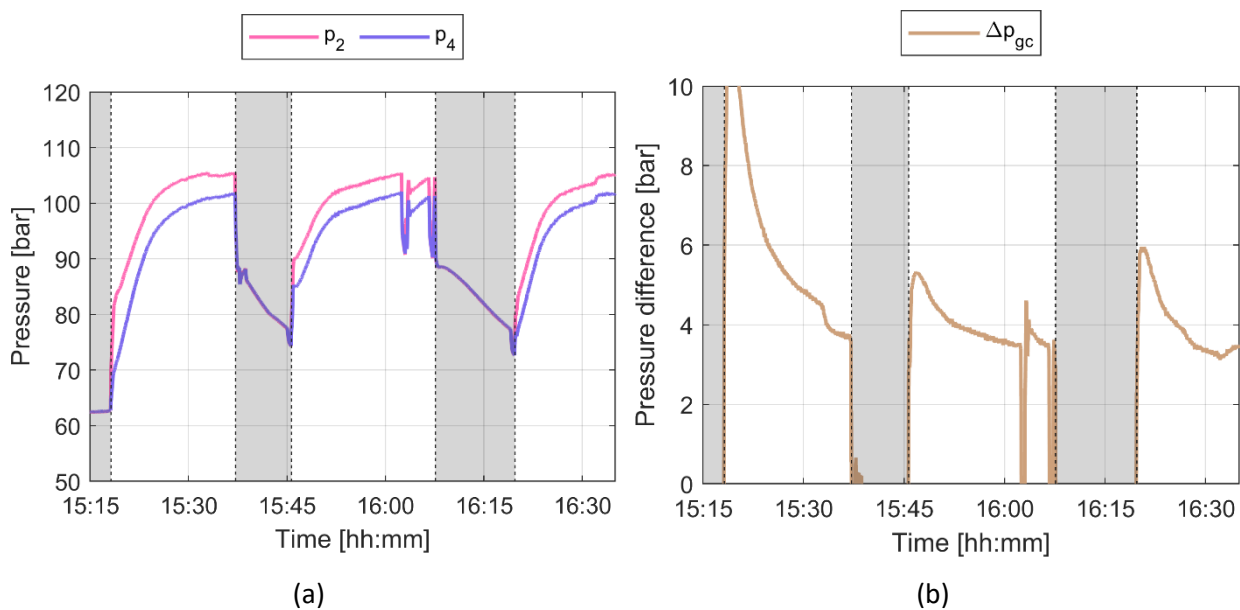 p2 p4
Pressure [bar]
120
110
100
90
80
70
60
50
15:15 15:30 15:45 16:00 16:15 16:30
Time [hh:mm]
(a)
Δpgc
Pressure difference [bar]
10
8
6
4
2
0
15:15 15:30 15:45 16:00 16:15 16:30
Time [hh:mm]
(b)